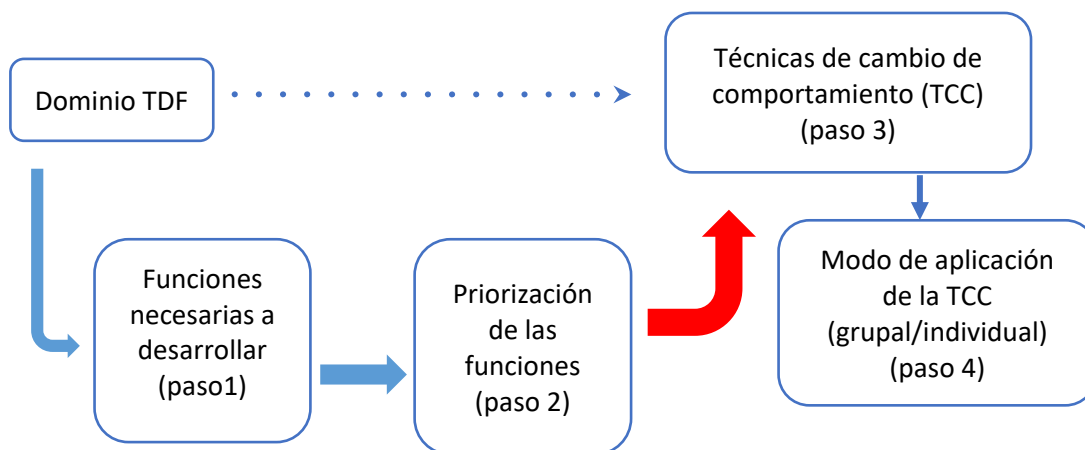 Dominio TDF
Técnicas de cambio de
comportamiento (TCC)
(paso 3)
Funciones
necesarias a
desarrollar
(paso1)
Priorización
de las
funciones
(paso 2)
Modo de aplicación
de la TCC
(grupal/individual)
(paso 4)